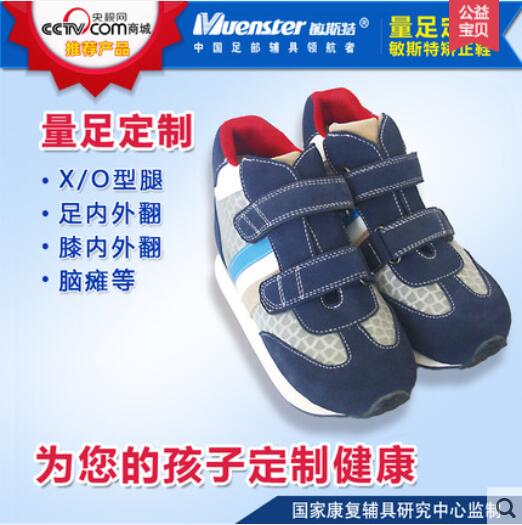 央视网
CCTV.COM商城
推荐产品
Muenster 敏斯特
中国足部辅具领航者
量足定
敏斯特矫正鞋
公益
宝贝
量足定制
· X/O型腿
· 足内外翻
· 膝内外翻
· 脑瘫等
为您的孩子定制健康
国家康复辅具研究中心监制